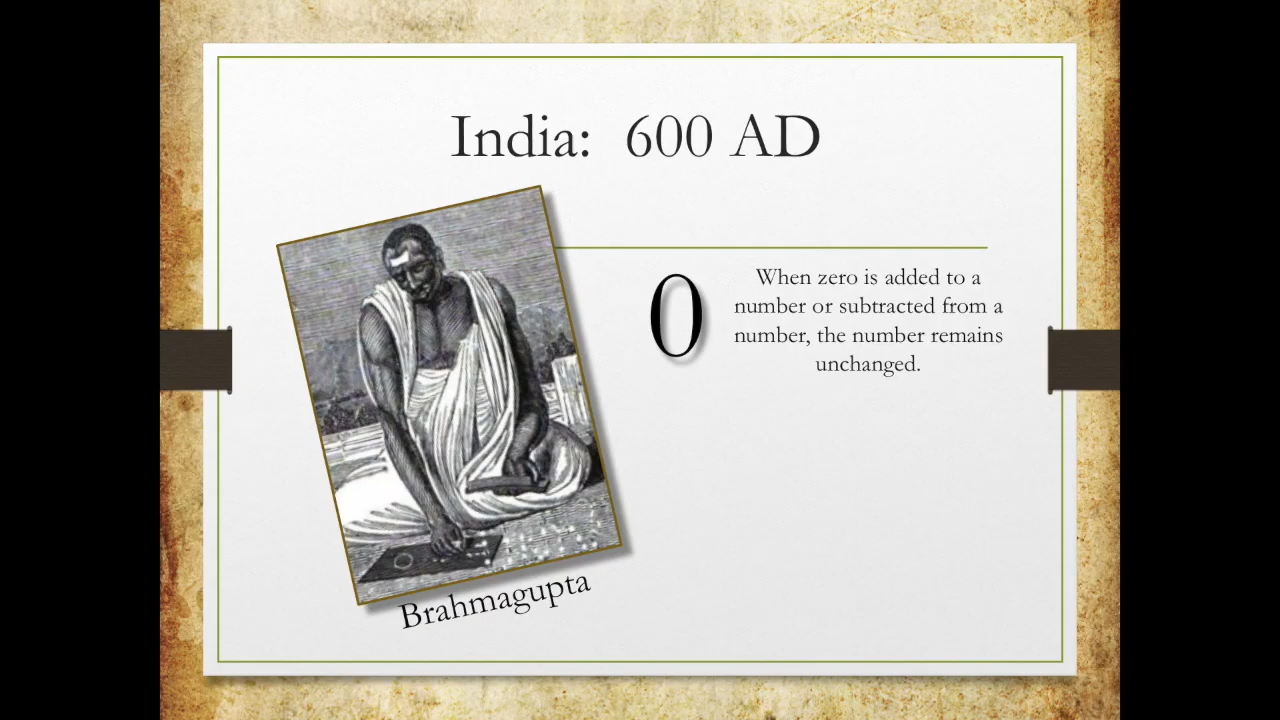 India:  600 AD
0
When zero is added to a
number or subtracted from a
number, the number remains
unchanged.
Brahmagupta